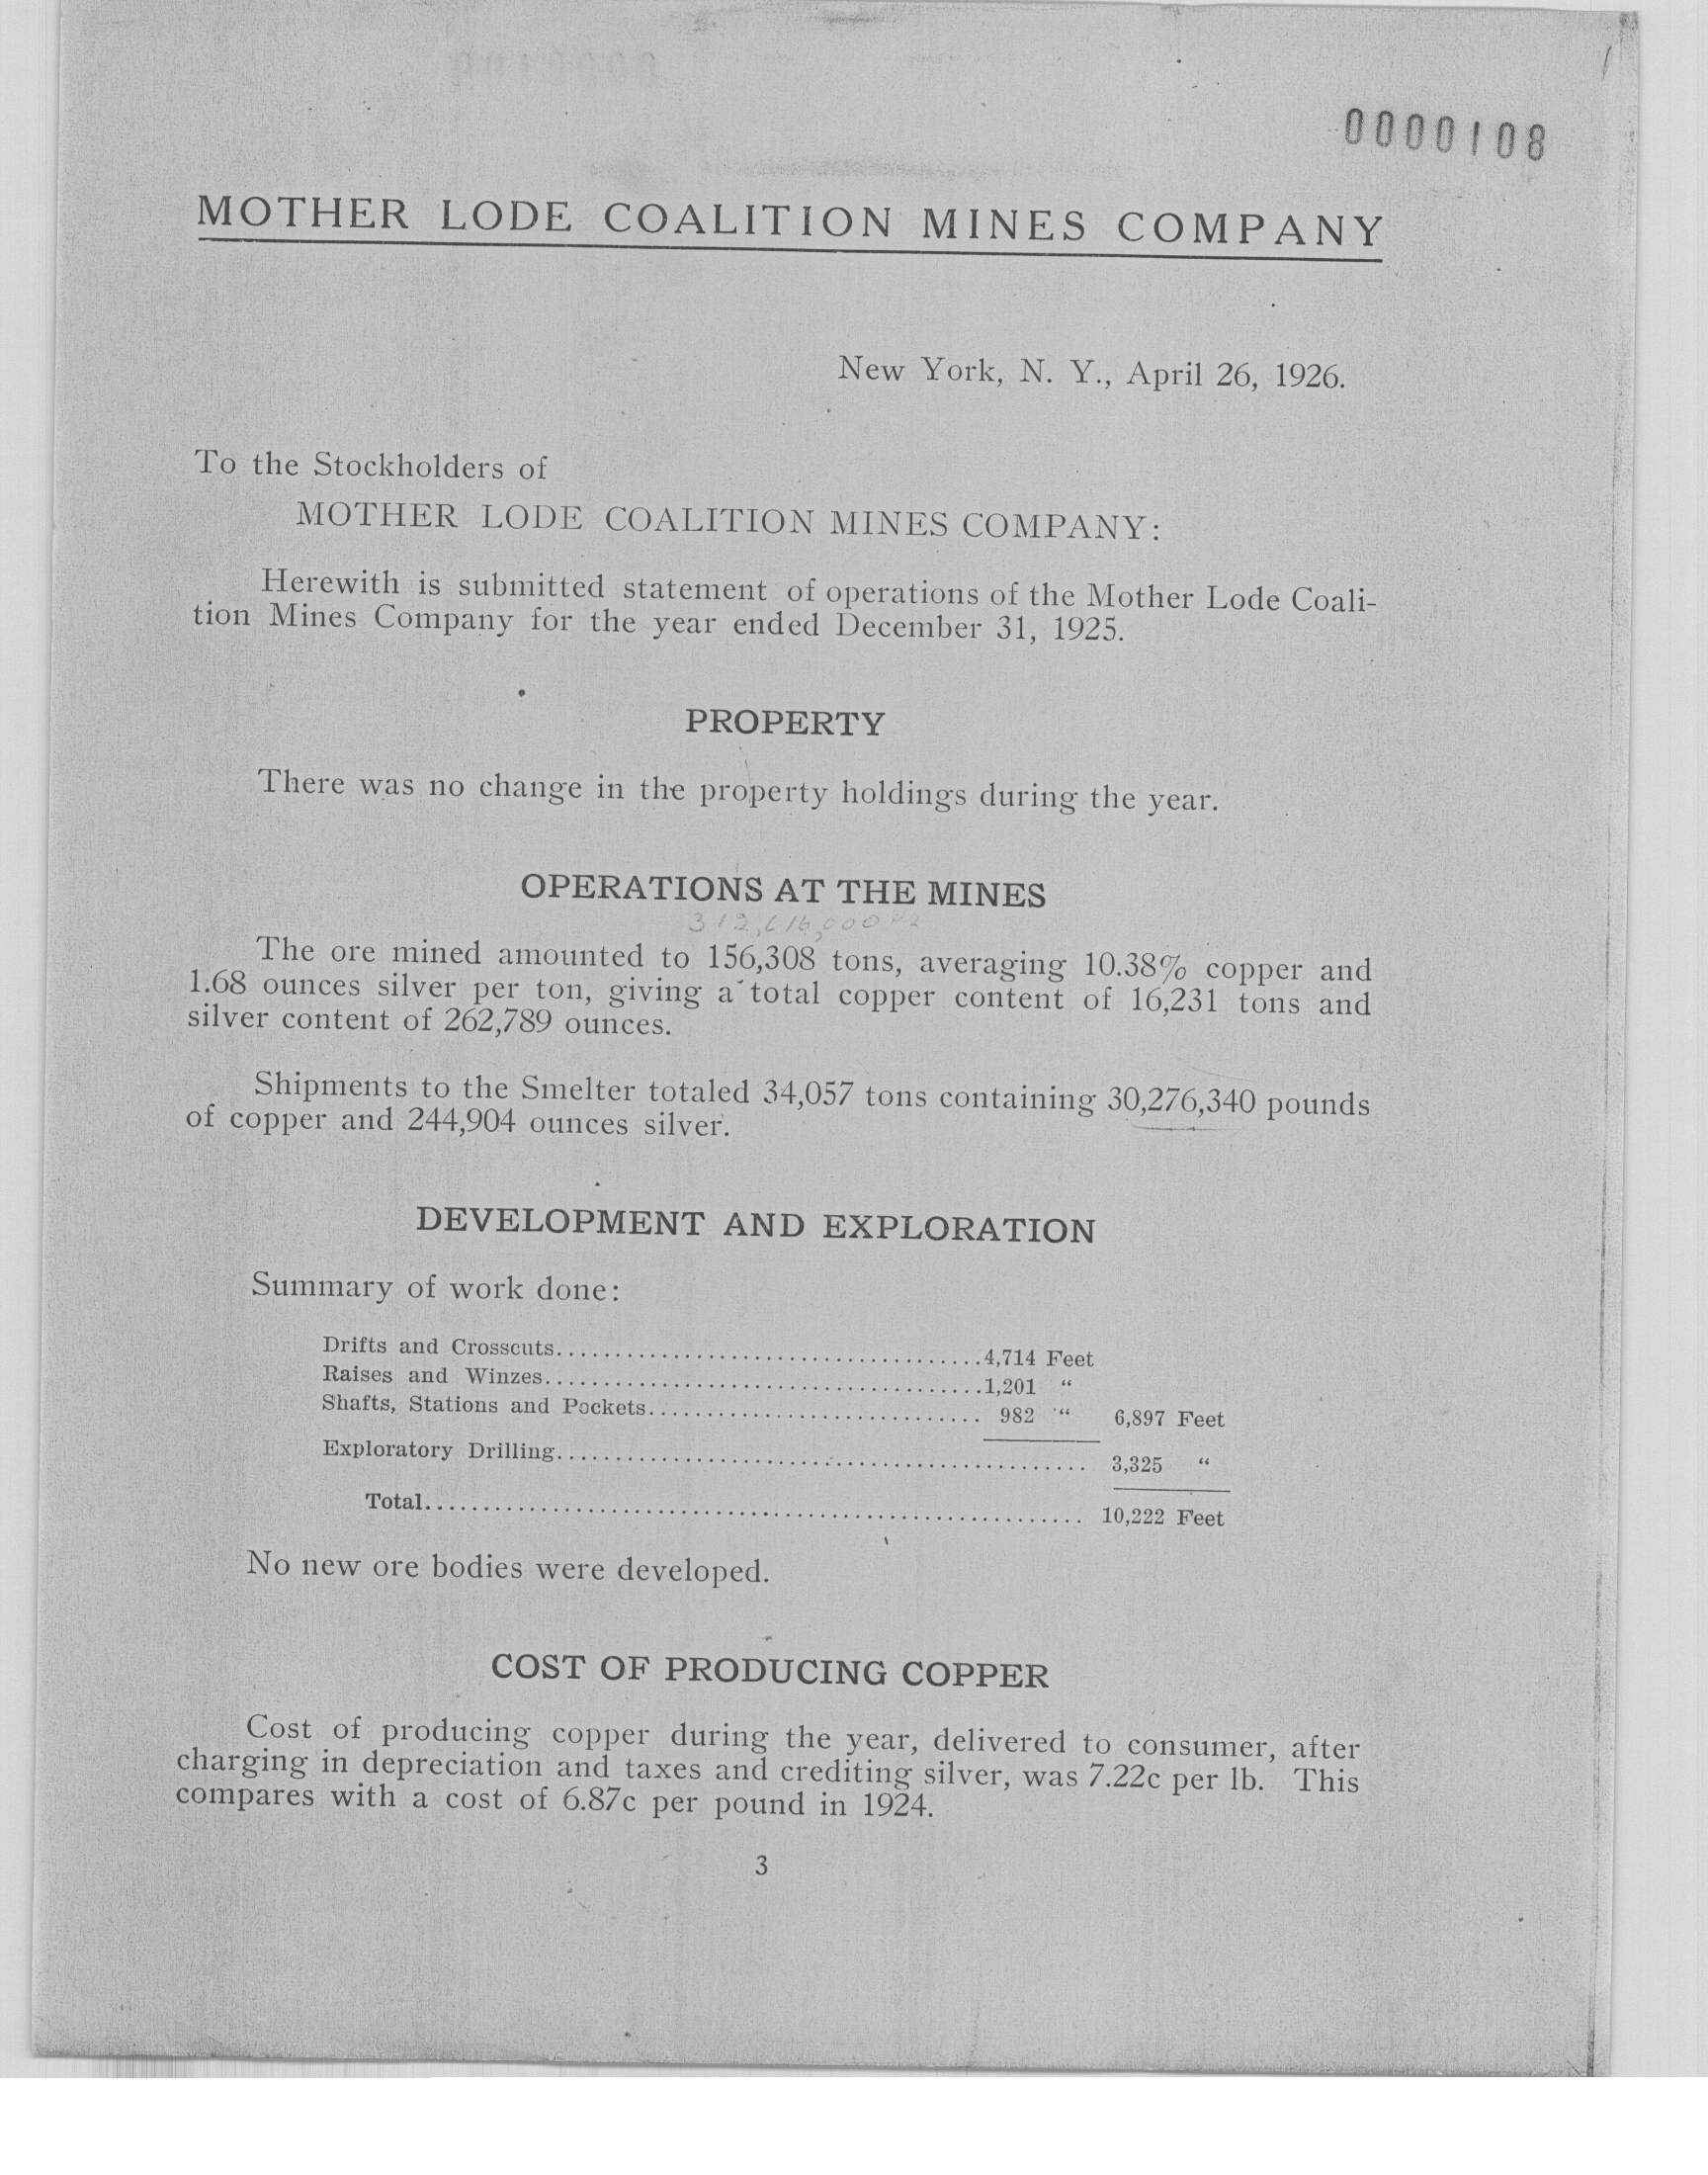 0000108
MOTHER LODE COALITION MINES COMPANY
New York, N. Y., April 26, 1926.
To the Stockholders of
MOTHER LODE COALITION MINES COMPANY:
Herewith is submitted statement of operations of the Mother Lode Coali-
tion Mines Company for the year ended December 31, 1925.
PROPERTY
There was no change in the property holdings during the year.
OPERATIONS AT THE MINES
312,616,000
The ore mined amounted to 156,308 tons, averaging 10.38% copper and
1.68 ounces silver per ton, giving a total copper content of 16,231 tons and
silver content of 262,789 ounces.
Shipments to the Smelter totaled 34,057 tons containing 30,276,340 pounds
of copper and 244,904 ounces silver.
DEVELOPMENT AND EXPLORATION
Summary of work done:
Drifts and Crosscuts.....................................4,714 Feet
Raises and Winzes......................................1,201 “
Shafts, Stations and Pockets............................. 982 “ 6,897 Feet
Exploratory Drilling.............................................. 3,325 “
Total......................................................... 10,222 Feet
No new ore bodies were developed.
COST OF PRODUCING COPPER
Cost of producing copper during the year, delivered to consumer, after
charging in depreciation and taxes and crediting silver, was 7.22c per lb. This
compares with a cost of 6.87c per pound in 1924.
3